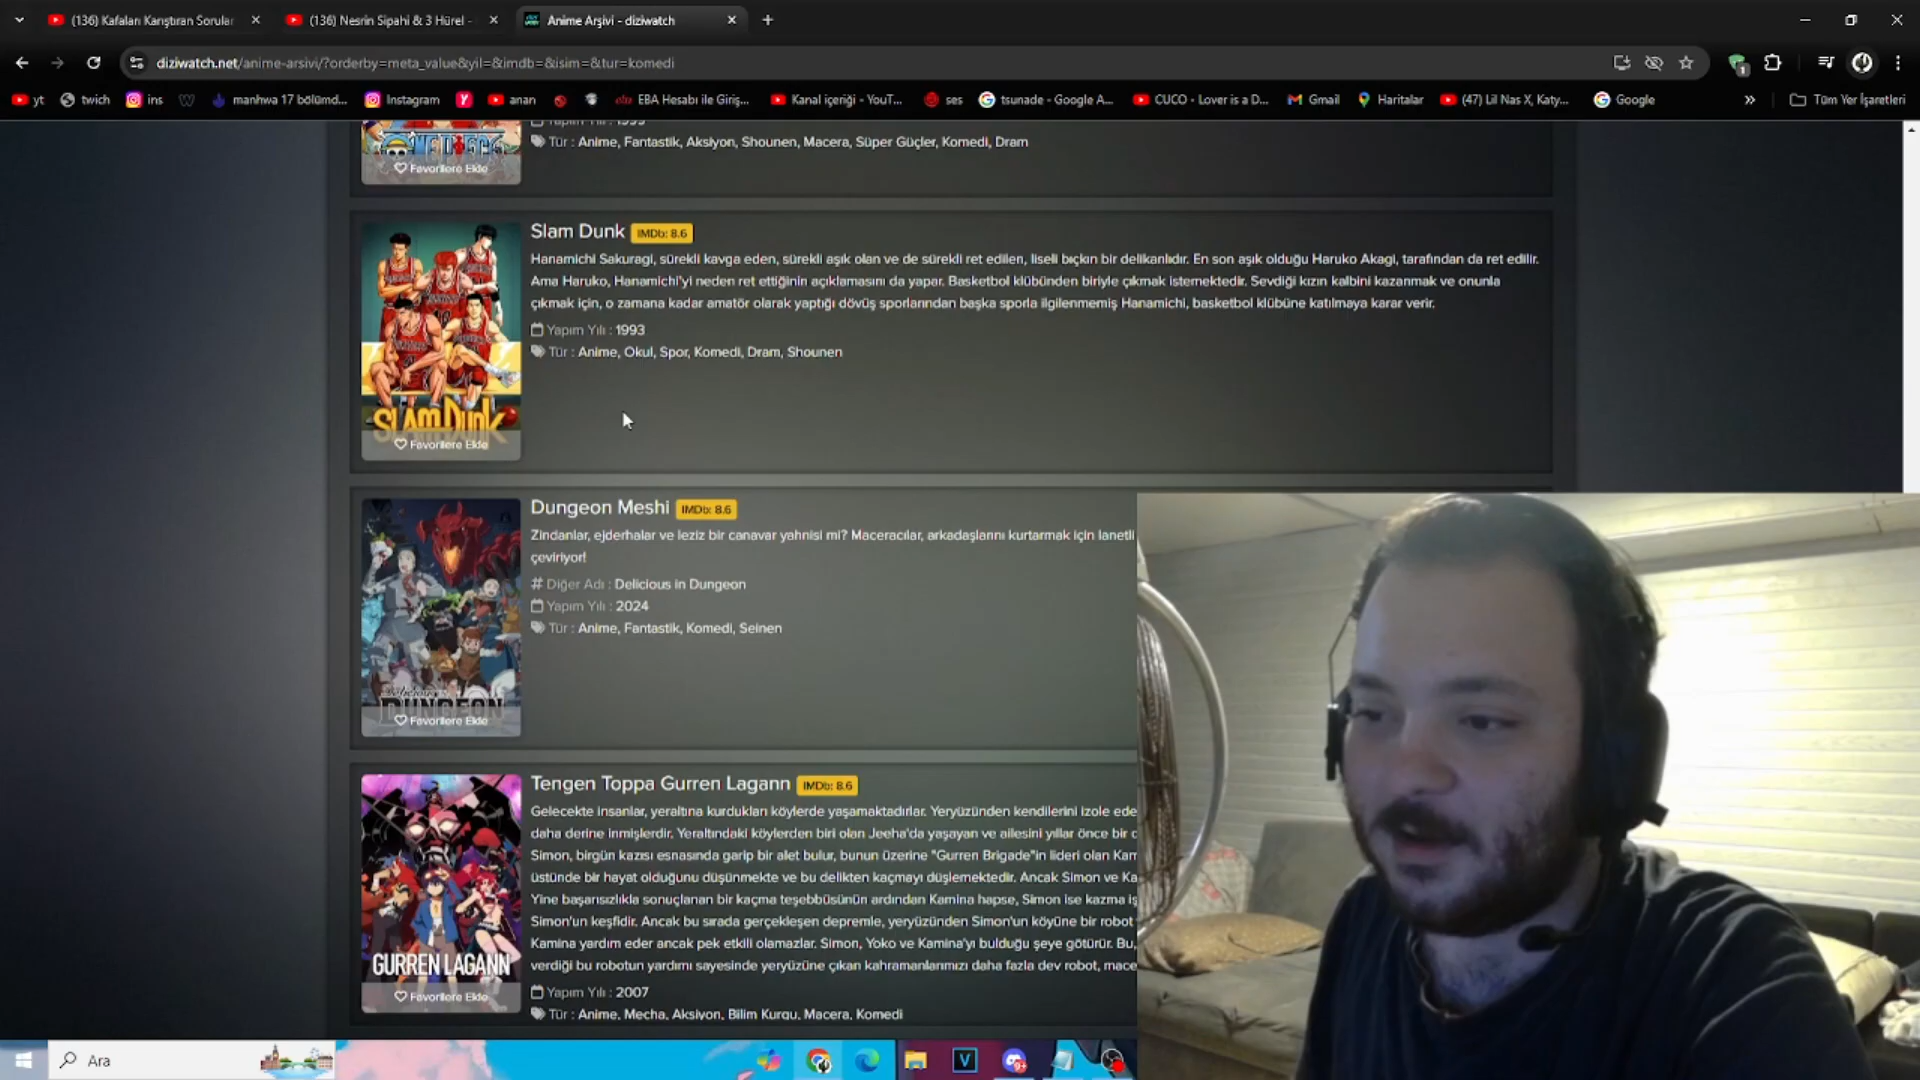 (136) Kafaları Karıştıran Sorular
(136) Nesrin Sipahi & 3 Hürel -
Anime Arşivi - diziwatch
diziwatch.net/anime-arsivi/?orderby=meta_value&yil=&imdb=&isim=&tur=komedi
1
yt
twich
ins
manhwa 17 bölümd...
Instagram
anan
EBA Hesabı ile Giriş...
Kanal içeriği - YouT...
ses
tsunade - Google A...
CUCO - Lover is a D...
Gmail
Haritalar
(47) Lil Nas X, Katy...
Google
Tüm Yer İşaretleri
Yapım Yılı : 1999
Tür : Anime, Fantastik, Aksiyon, Shounen, Macera, Süper Güçler, Komedi, Dram
Favorilere Ekle
Slam Dunk IMDb: 8.6
Hanamichi Sakuragi, sürekli kavga eden, sürekli aşık olan ve de sürekli ret edilen, liseli bıçkın bir delikanlıdır. En son aşık olduğu Haruko Akagi, tarafından da ret edilir.
Ama Haruko, Hanamichi'yi neden ret ettiğinin açıklamasını da yapar. Basketbol klübünden biriyle çıkmak istemektedir. Sevdiği kızın kalbini kazanmak ve onunla
çıkmak için, o zamana kadar amatör olarak yaptığı dövüş sporlarından başka sporla ilgilenmemiş Hanamichi, basketbol klübüne katılmaya karar verir.
Yapım Yılı : 1993
Tür : Anime, Okul, Spor, Komedi, Dram, Shounen
SLAM DUNK
Favorilere Ekle
Dungeon Meshi IMDb: 8.6
Zindanlar, ejderhalar ve leziz bir canavar yahnisi mi? Maceracılar, arkadaşlarını kurtarmak için lanetli
çeviriyor!
# Diğer Adı : Delicious in Dungeon
Yapım Yılı : 2024
Tür : Anime, Fantastik, Komedi, Seinen
Delicious in
DUNGEON
Favorilere Ekle
Tengen Toppa Gurren Lagann IMDb: 8.6
Gelecekte insanlar, yeraltına kurdukları köylerde yaşamaktadırlar. Yeryüzünden kendilerini izole ede
daha derine inmişlerdir. Yeraltındaki köylerden biri olan Jeeha'da yaşayan ve ailesini yıllar önce bir d
Simon, birgün kazısı esnasında garip bir alet bulur, bunun üzerine "Gurren Brigade"in lideri olan Kam
üstünde bir hayat olduğunu düşünmekte ve bu delikten kaçmayı düşlemektedir. Ancak Simon ve Ka
Yine başarısızlıkla sonuçlanan bir kaçma teşebbüsünün ardından Kamina hapse, Simon ise kazma iş
Simon'un keşfidir. Ancak bu sırada gerçekleşen depremle, yeryüzünden Simon'un köyüne bir robot
Kamina yardım eder ancak pek etkili olamazlar. Simon, Yoko ve Kamina'yı bulduğu şeye götürür. Bu,
verdiği bu robotun yardımı sayesinde yeryüzüne çıkan kahramanlarımızı daha fazla dev robot, mace
Yapım Yılı : 2007
Tür : Anime, Mecha, Aksiyon, Bilim Kurgu, Macera, Komedi
GURREN LAGANN
Favorilere Ekle
Ara